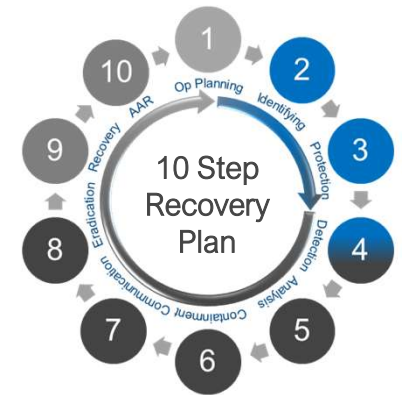 1
2
3
4
5
6
7
8
9
10
Op Planning
Identifying
Protection
Detection
Analysis
Containment
Communication
Eradication
Recovery
AAR
10 Step
Recovery
Plan